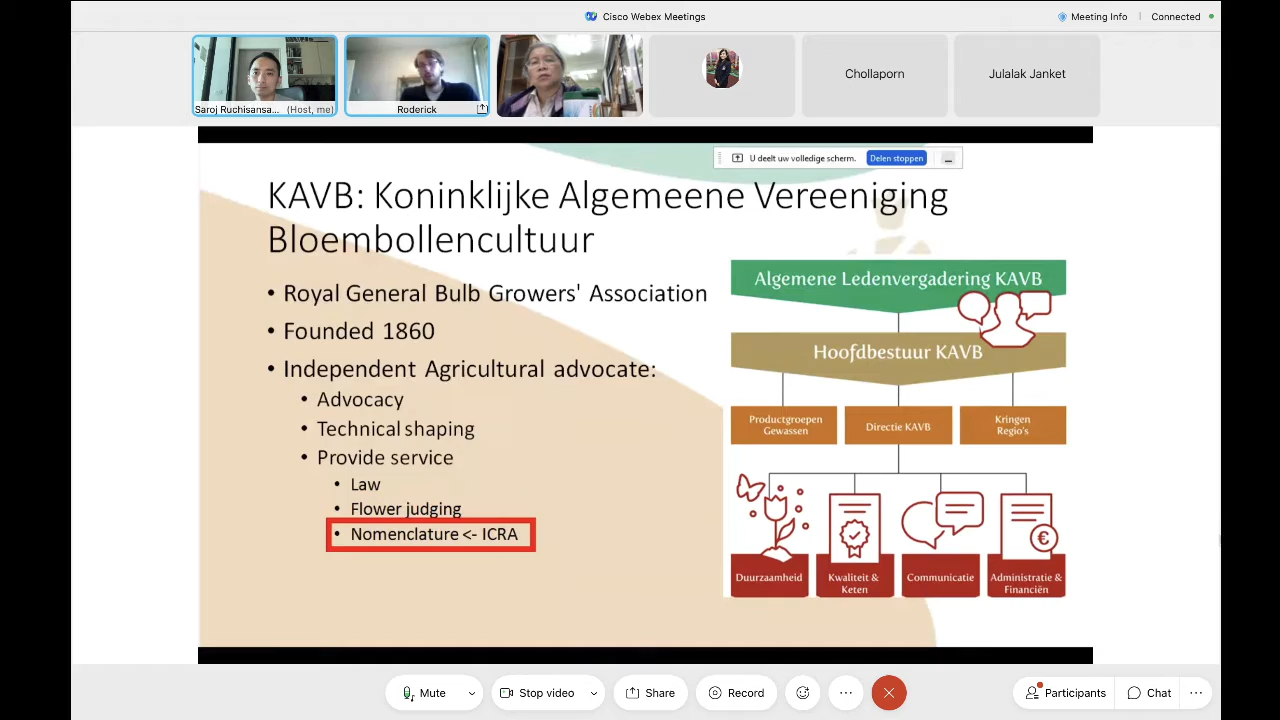 Cisco Webex Meetings
Meeting Info
Connected
Saroj Ruchisansa... (Host, me)
Roderick
Chollaporn
Julalak Janket
U deelt uw volledige scherm.
Delen stoppen
KAVB: Koninklijke Algemeene Vereeniging
Bloembollencultuur
• Royal General Bulb Growers' Association
• Founded 1860
• Independent Agricultural advocate:
• Advocacy
• Technical shaping
• Provide service
• Law
• Flower judging
• Nomenclature <- ICRA
Algemene Ledenvergadering KAVB
Hoofdbestuur KAVB
Productgroepen
Gewassen
Directie KAVB
Kringen
Regio's
€
Duurzaamheid
Kwaliteit &
Keten
Communicatie
Administratie &
Financiën
Mute
Stop video
Share
Record
Participants
Chat